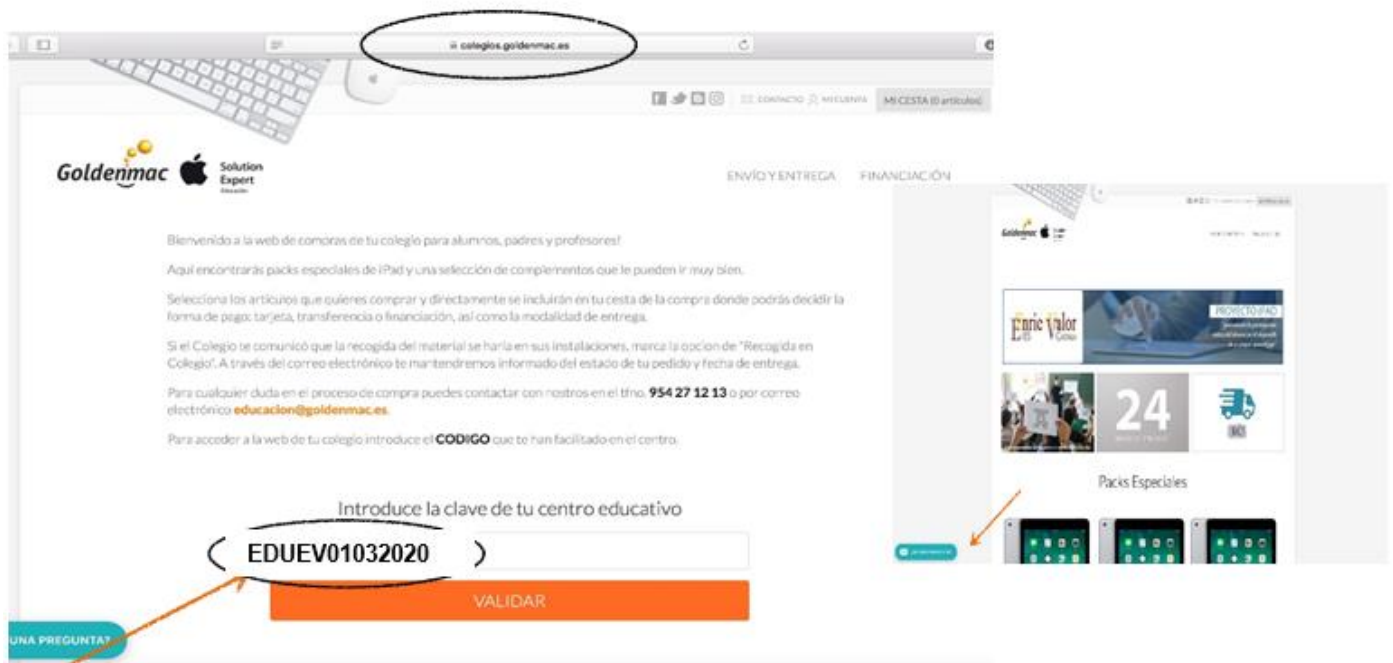 colegios.goldenmac.es
CONTACTO MI CUENTA MI CESTA (0 artículos)
Goldenmac Solution
Expert
Educación
ENVÍO Y ENTREGA FINANCIACIÓN
Bienvenido a la web de compras de tu colegio para alumnos, padres y profesores!
Aquí encontrarás packs especiales de iPad y una selección de complementos que le pueden ir muy bien.
Selecciona los artículos que quieres comprar y directamente se incluirán en tu cesta de la compra donde podrás decidir la
forma de pago: tarjeta, transferencia o financiación, así como la modalidad de entrega.
Si el Colegio te comunicó que la recogida del material se haría en sus instalaciones, marca la opcion de "Recogida en
Colegio". A través del correo electrónico te mantendremos informado del estado de tu pedido y fecha de entrega.
Para cualquier duda en el proceso de compra puedes contactar con nostros en el tfno. 954 27 12 13 o por correo
electrónico educacion@goldenmac.es.
Para acceder a la web de tu colegio introduce el CODIGO que te han facilitado en el centro.
Introduce la clave de tu centro educativo
EDUEV01032020
VALIDAR
UNA PREGUNTA?
Goldenmac
Enric Valor
PROYECTO IPAD
24
Packs Especiales